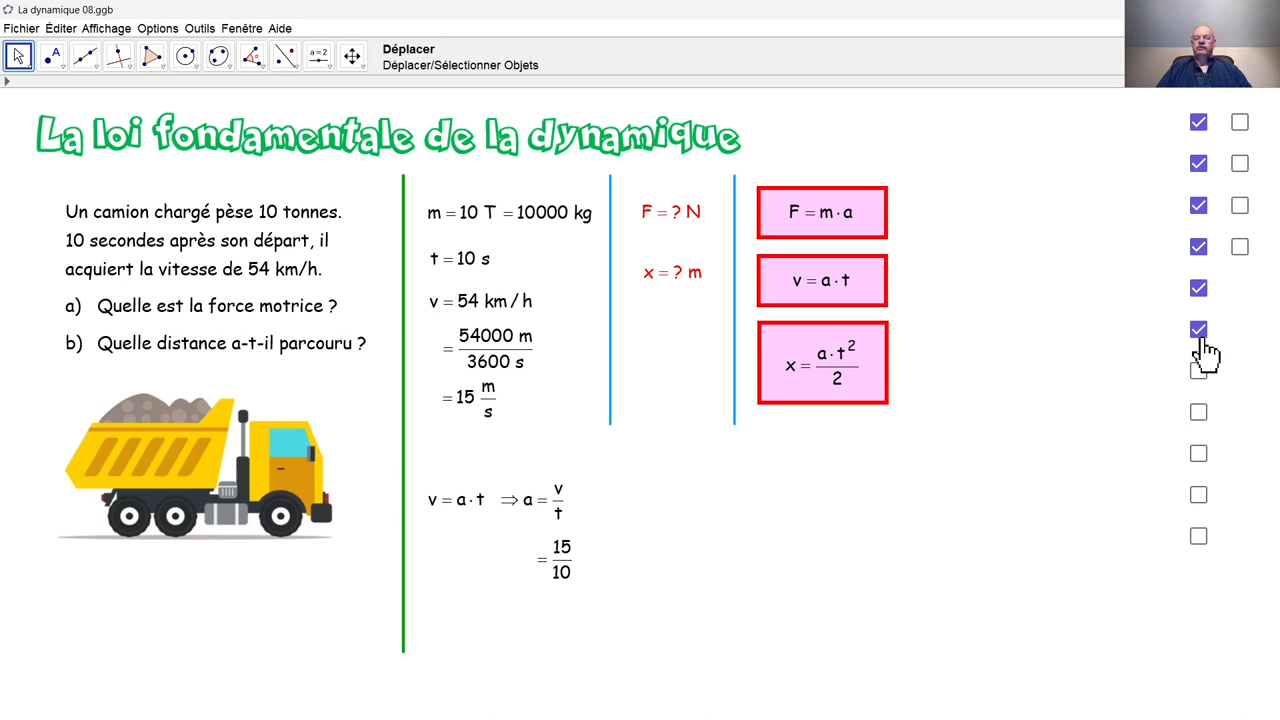 La dynamique 08.ggb
Fichier Éditer Affichage Options Outils Fenêtre Aide
A
a=2
Déplacer
Déplacer/Sélectionner Objets
La loi fondamentale de la dynamique
Un camion chargé pèse 10 tonnes.
10 secondes après son départ, il
acquiert la vitesse de 54 km/h.
a) Quelle est la force motrice ?
b) Quelle distance a-t-il parcouru ?
m = 10 T = 10000 kg
t = 10 s
v = 54 km / h
= 54000 m / 3600 s
= 15 m / s
F = ? N
x = ? m
F = m · a
v = a · t
x = a · t² / 2
v = a · t ⇒ a = v / t
= 15 / 10